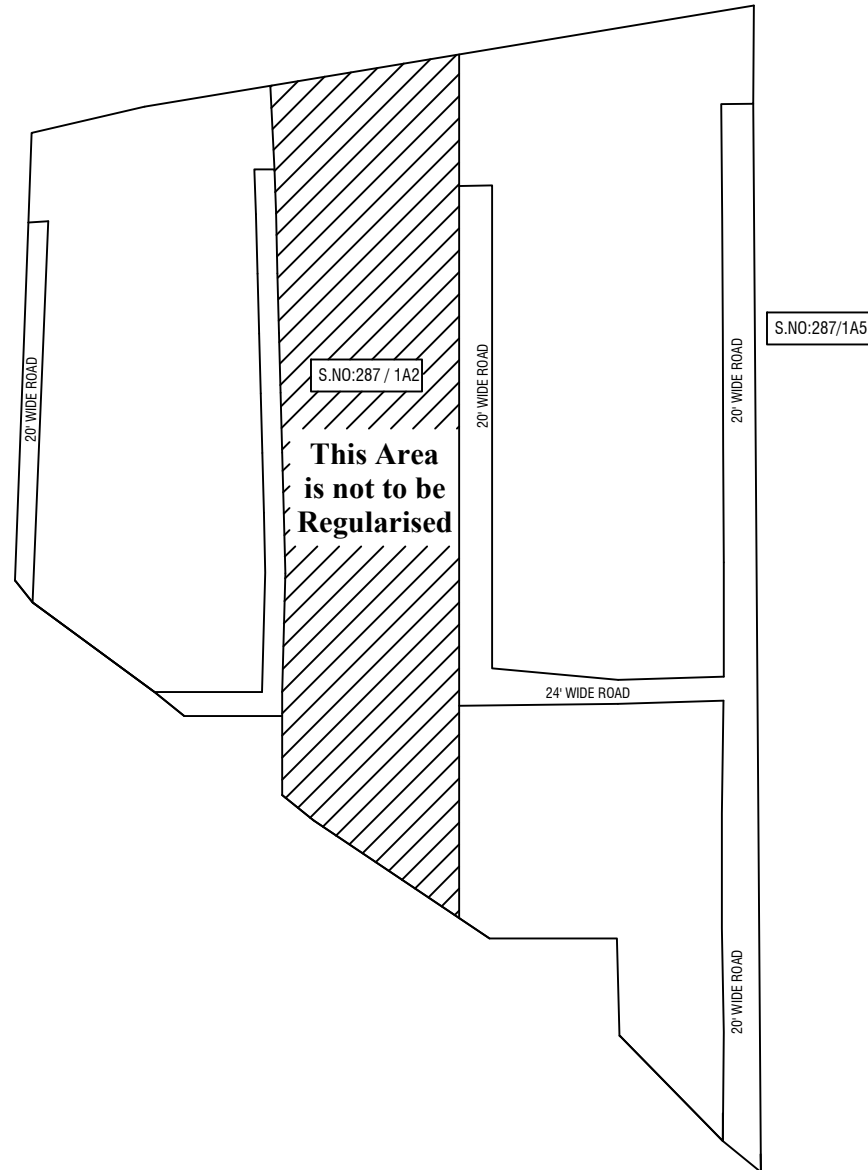 S.NO:287/1A5
20' WIDE ROAD
S.NO:287 / 1A2
20' WIDE ROAD
20' WIDE ROAD
This Area
is not to be
Regularised
24' WIDE ROAD
20' WIDE ROAD